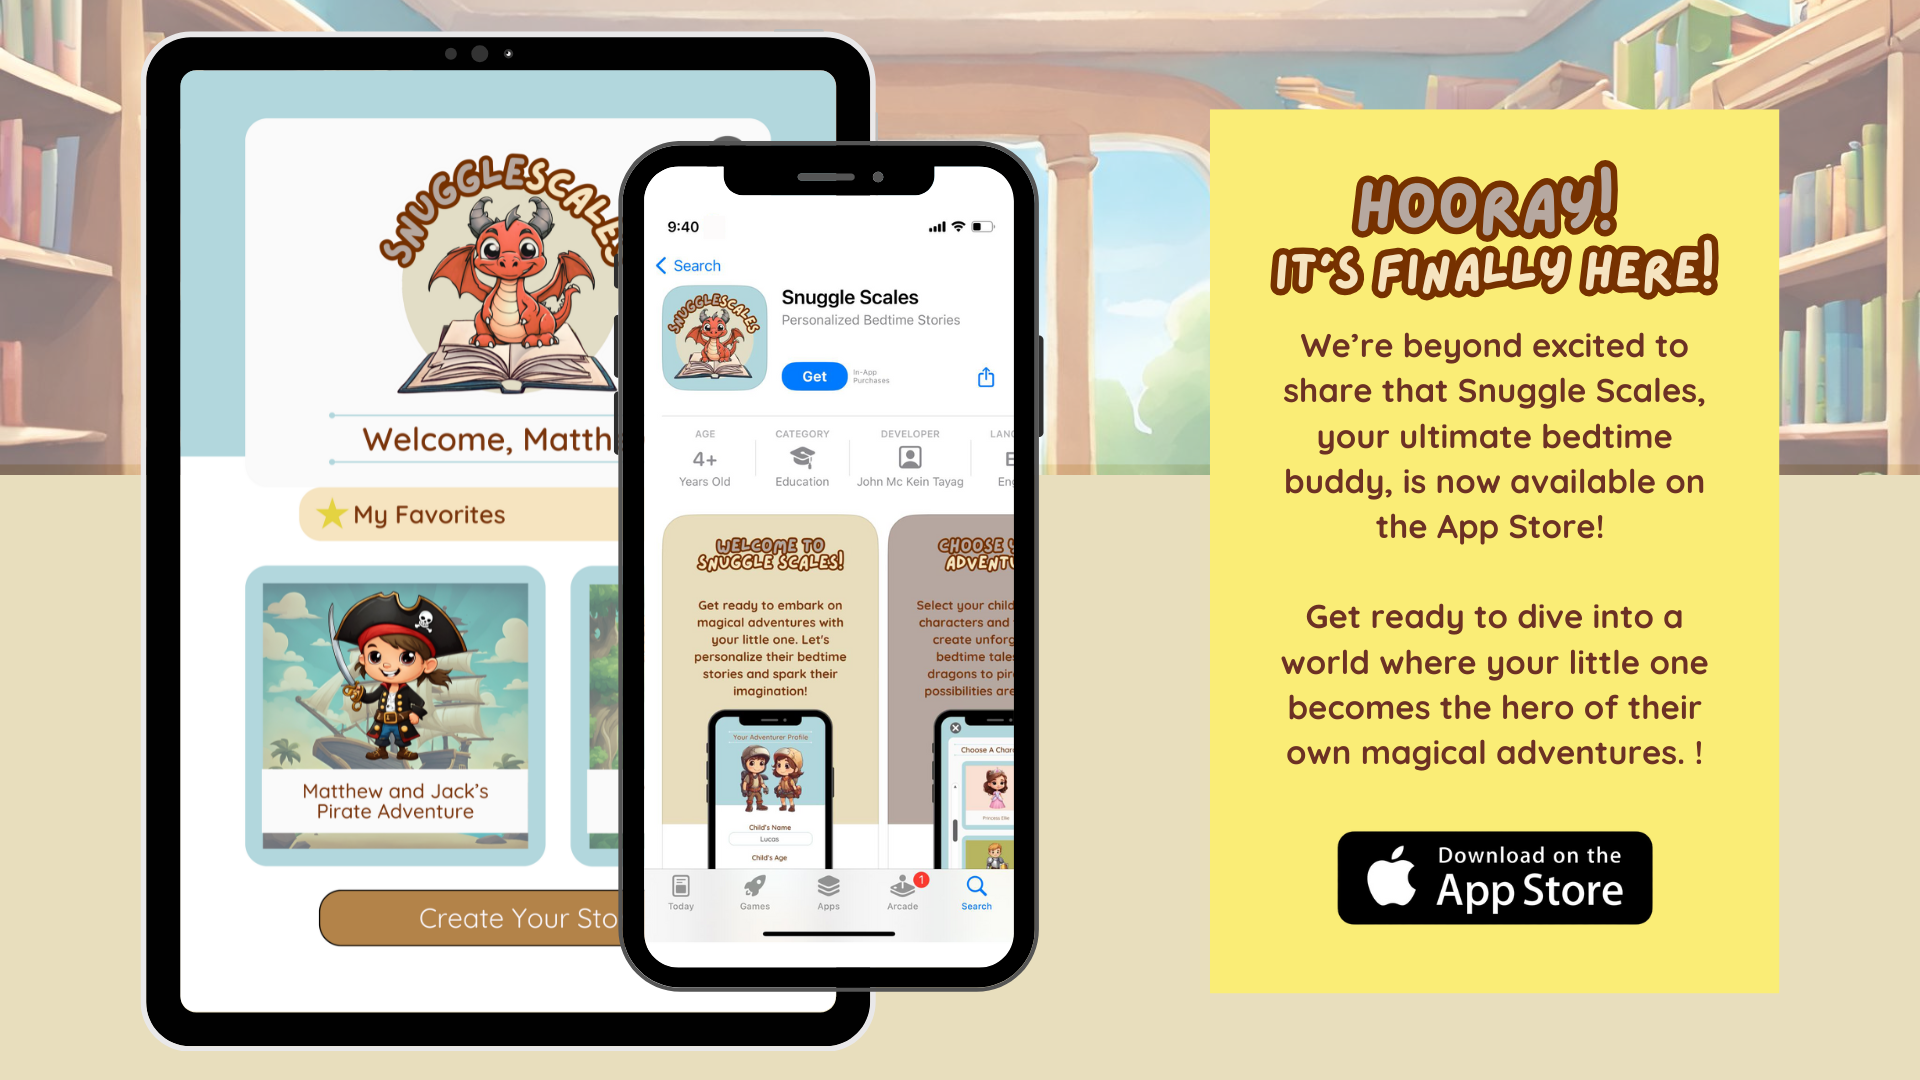 SNUGGLESCALES
Welcome, Matth
My Favorites
Matthew and Jack's
Pirate Adventure
Create Your Sto
9:40
Search
SNUGGLESCALES
Snuggle Scales
Personalized Bedtime Stories
Get
In-App
Purchases
AGE
4+
Years Old
CATEGORY
Education
DEVELOPER
John Mc Kein Tayag
LANG
E
Eng
WELCOME TO
SNUGGLE SCALES!
Get ready to embark on
magical adventures with
your little one. Let's
personalize their bedtime
stories and spark their
imagination!
Your Adventurer Profile
Child's Name
Lucas
Child's Age
CHOOSE Y
ADVENTU
Select your child
characters and
create unforg
bedtime tale
dragons to pir
possibilities are
Choose A Char
Princess Elle
Today
Games
Apps
1
Arcade
Search
HOORAY!
IT'S FINALLY HERE!
We're beyond excited to
share that Snuggle Scales,
your ultimate bedtime
buddy, is now available on
the App Store!
Get ready to dive into a
world where your little one
becomes the hero of their
own magical adventures. !
Download on the
App Store